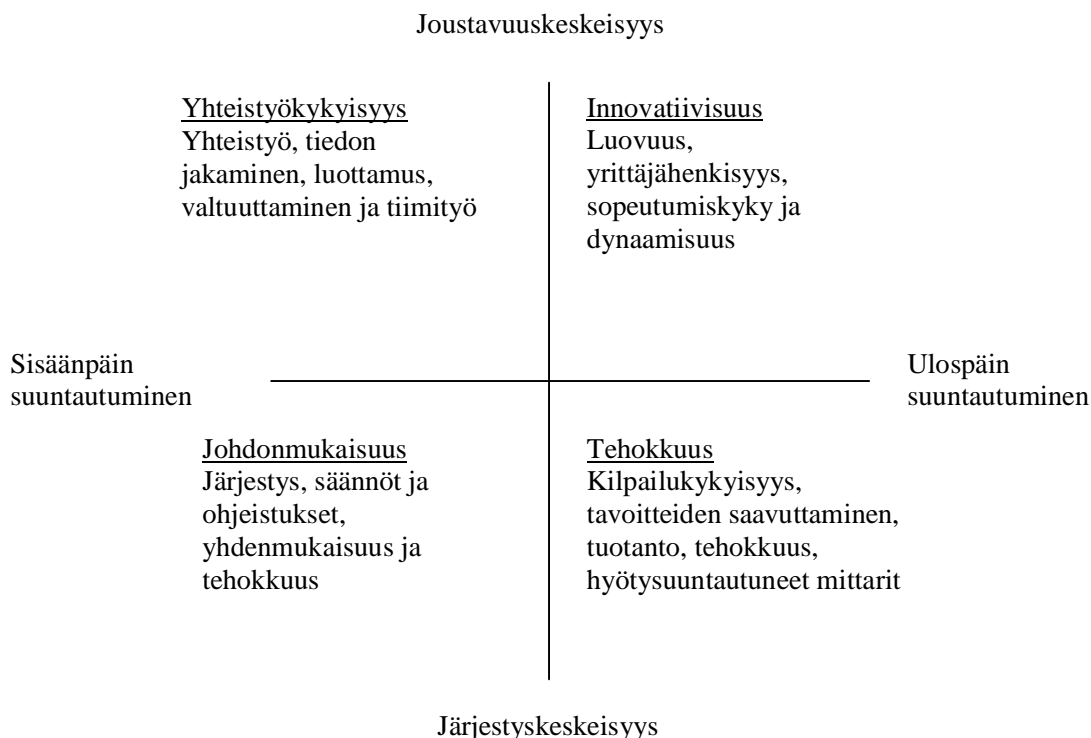 Joustavuuskeskeisyys
Yhteistyökykyisyys
Yhteistyö, tiedon
jakaminen, luottamus,
valtuuttaminen ja tiimityö
Innovatiivisuus
Luovuus,
yrittäjähenkisyys,
sopeutumiskyky ja
dynaamisuus
Sisäänpäin
suuntautuminen
Ulospäin
suuntautuminen
Johdonmukaisuus
Järjestys, säännöt ja
ohjeistukset,
yhdenmukaisuus ja
tehokkuus
Tehokkuus
Kilpailukykyisyys,
tavoitteiden saavuttaminen,
tuotanto, tehokkuus,
hyötysuuntautuneet mittarit
Järjestyskeskeisyys